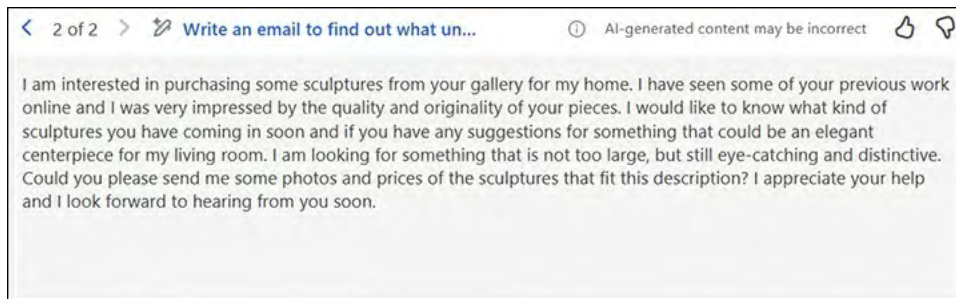 2 of 2 Write an email to find out what un... AI-generated content may be incorrect
I am interested in purchasing some sculptures from your gallery for my home. I have seen some of your previous work
online and I was very impressed by the quality and originality of your pieces. I would like to know what kind of
sculptures you have coming in soon and if you have any suggestions for something that could be an elegant
centerpiece for my living room. I am looking for something that is not too large, but still eye-catching and distinctive.
Could you please send me some photos and prices of the sculptures that fit this description? I appreciate your help
and I look forward to hearing from you soon.